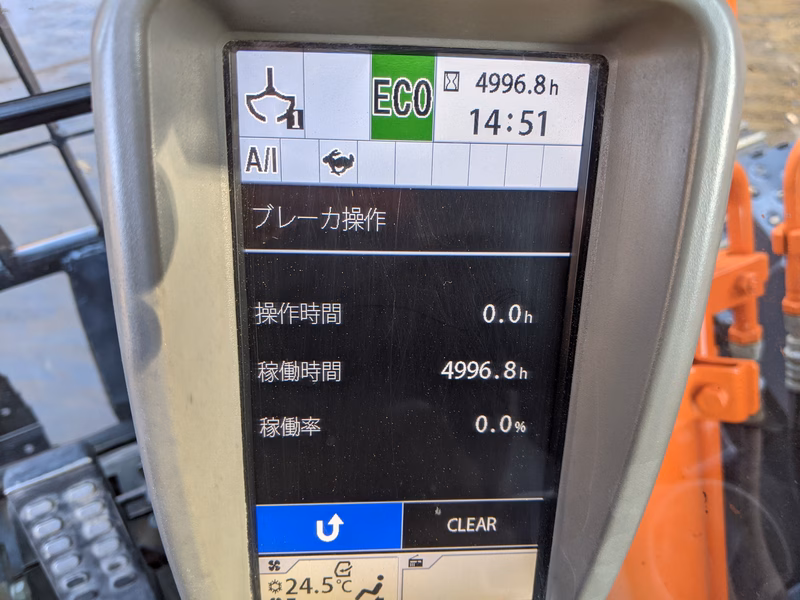 1
ECO
4996.8h
14:51
A/I
ブレーカ操作
操作時間 0.0h
稼働時間 4996.8h
稼働率 0.0%
CLEAR
24.5℃